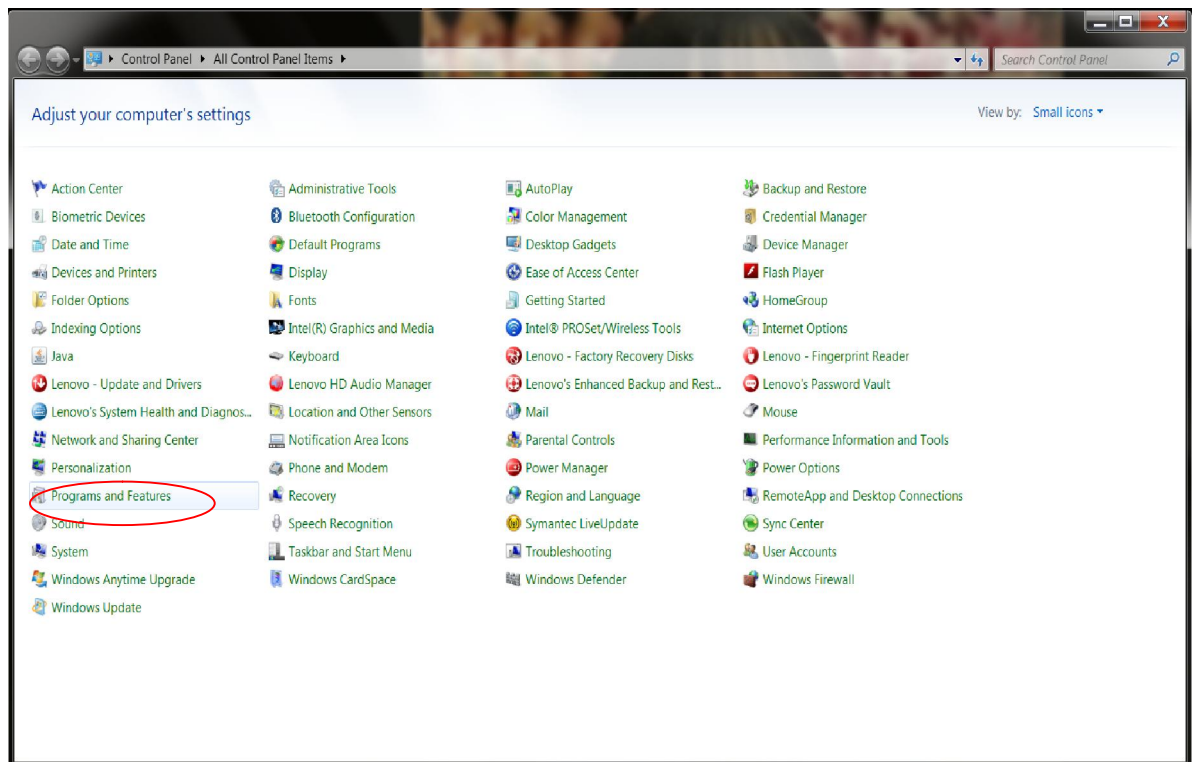 Control Panel All Control Panel Items Search Control Panel
Adjust your computer's settings View by: Small icons
Action Center Administrative Tools AutoPlay Backup and Restore
Biometric Devices Bluetooth Configuration Color Management Credential Manager
Date and Time Default Programs Desktop Gadgets Device Manager
Devices and Printers Display Ease of Access Center Flash Player
Folder Options Fonts Getting Started HomeGroup
Indexing Options Intel(R) Graphics and Media Intel® PROSet/Wireless Tools Internet Options
Java Keyboard Lenovo - Factory Recovery Disks Lenovo - Fingerprint Reader
Lenovo - Update and Drivers Lenovo HD Audio Manager Lenovo's Enhanced Backup and Rest... Lenovo's Password Vault
Lenovo's System Health and Diagnos... Location and Other Sensors Mail Mouse
Network and Sharing Center Notification Area Icons Parental Controls Performance Information and Tools
Personalization Phone and Modem Power Manager Power Options
Programs and Features Recovery Region and Language RemoteApp and Desktop Connections
Sound Speech Recognition Symantec LiveUpdate Sync Center
System Taskbar and Start Menu Troubleshooting User Accounts
Windows Anytime Upgrade Windows CardSpace Windows Defender Windows Firewall
Windows Update